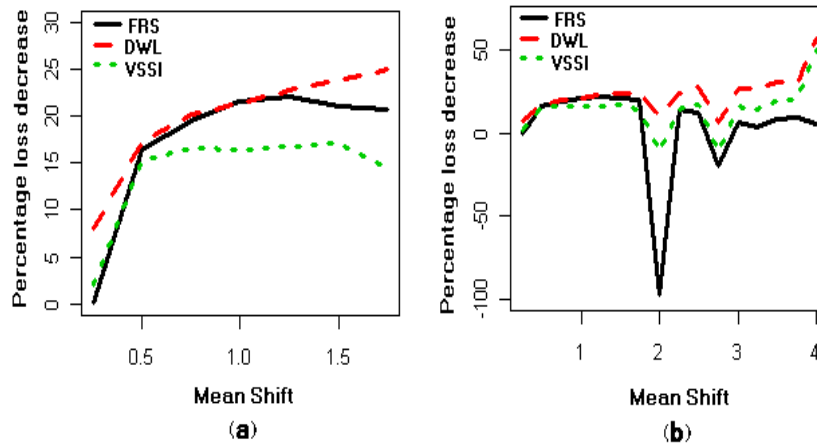 Percentage loss decrease
30
25
20
15
10
5
0
FRS
DWL
VSSI
0.5 1.0 1.5
Mean Shift
(a)
Percentage loss decrease
50
0
-50
-100
FRS
DWL
VSSI
1 2 3 4
Mean Shift
(b)